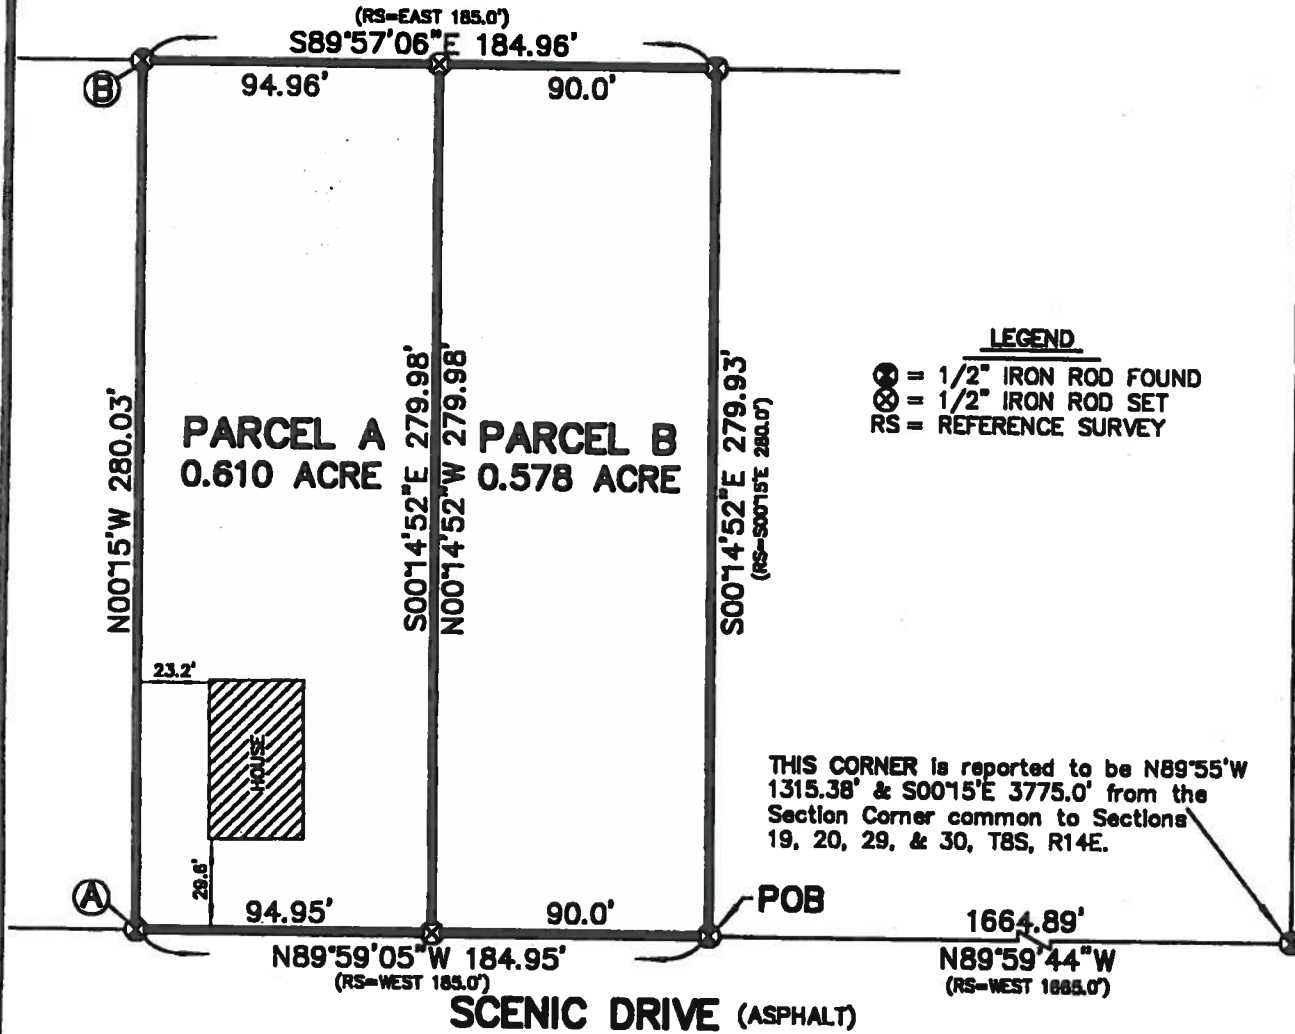 (RS=EAST 185.0')
S89°57'06"E 184.96'
94.96'
90.0'
B
N00°15'W 280.03'
PARCEL A
0.610 ACRE
S00°14'52"E 279.98'
N00°14'52"W 279.98'
PARCEL B
0.578 ACRE
S00°14'52"E 279.93'
(RS=S00°15'E 280.0')
LEGEND
⊗ = 1/2" IRON ROD FOUND
⊗ = 1/2" IRON ROD SET
RS = REFERENCE SURVEY
23.2'
HOUSE
29.6'
THIS CORNER is reported to be N89°55'W
1315.38' & S00°15'E 3775.0' from the
Section Corner common to Sections
19, 20, 29, & 30, T8S, R14E.
A
94.95'
90.0'
POB
1664.89'
N89°59'05"W 184.95'
(RS=WEST 185.0')
N89°59'44"W
(RS=WEST 1665.0')
SCENIC DRIVE (ASPHALT)